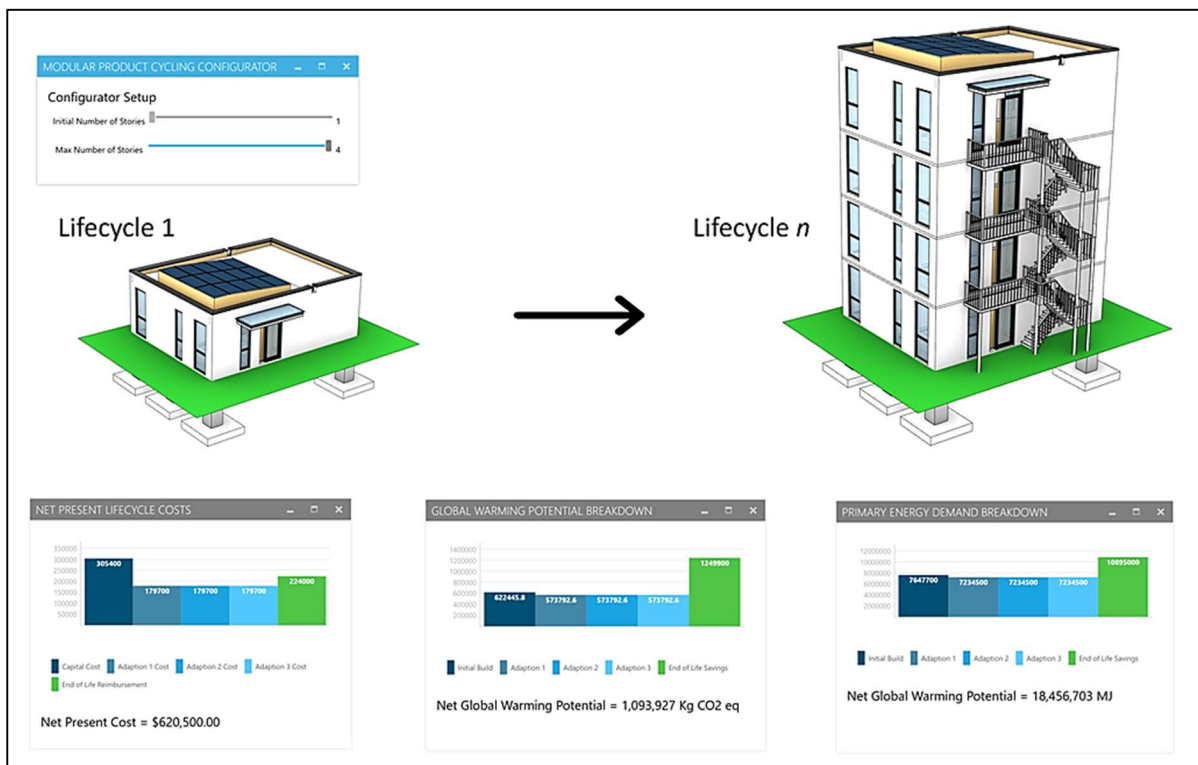 MODULAR PRODUCT CYCLING CONFIGURATOR
Configurator Setup
Initial Number of Stories 1
Max Number of Stories 4
Lifecycle 1
Lifecycle n
NET PRESENT LIFECYCLE COSTS
350000
300000
250000
200000
150000
100000
50000
305400
179700
179700
179700
224000
Capital Cost Adaption 1 Cost Adaption 2 Cost Adaption 3 Cost
End of Life Reimbursement
Net Present Cost = $620,500.00
GLOBAL WARMING POTENTIAL BREAKDOWN
1400000
1200000
1000000
800000
600000
400000
200000
622445.8
573792.6
573792.6
573792.6
1249900
Initial Build Adaption 1 Adaption 2 Adaption 3 End of Life Savings
Net Global Warming Potential = 1,093,927 Kg CO2 eq
PRIMARY ENERGY DEMAND BREAKDOWN
12000000
10000000
8000000
6000000
4000000
2000000
7647700
7234500
7234500
7234500
10895000
Initial Build Adaption 1 Adaption 2 Adaption 3 End of Life Savings
Net Global Warming Potential = 18,456,703 MJ